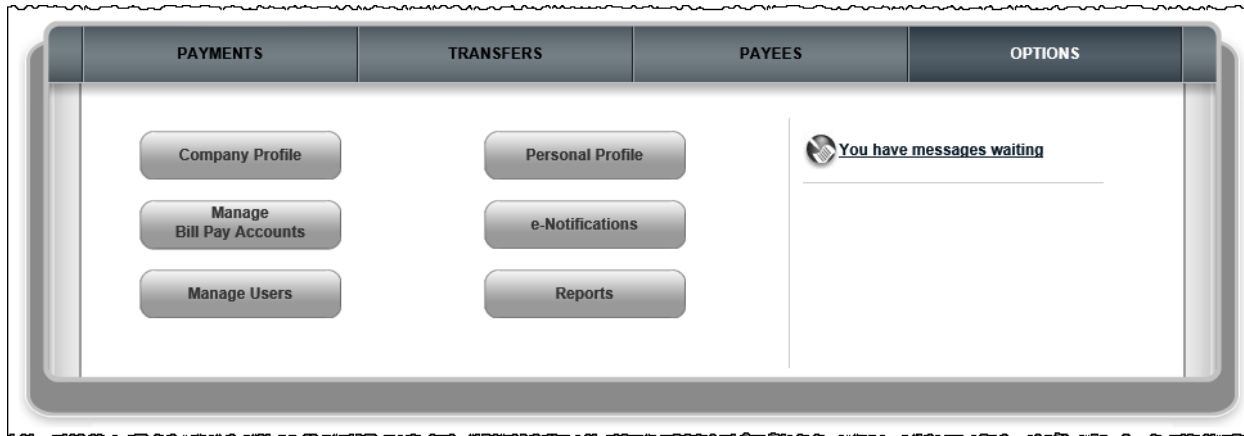 PAYMENTS TRANSFERS PAYEES OPTIONS
Company Profile Personal Profile You have messages waiting
Manage
Bill Pay Accounts e-Notifications
Manage Users Reports